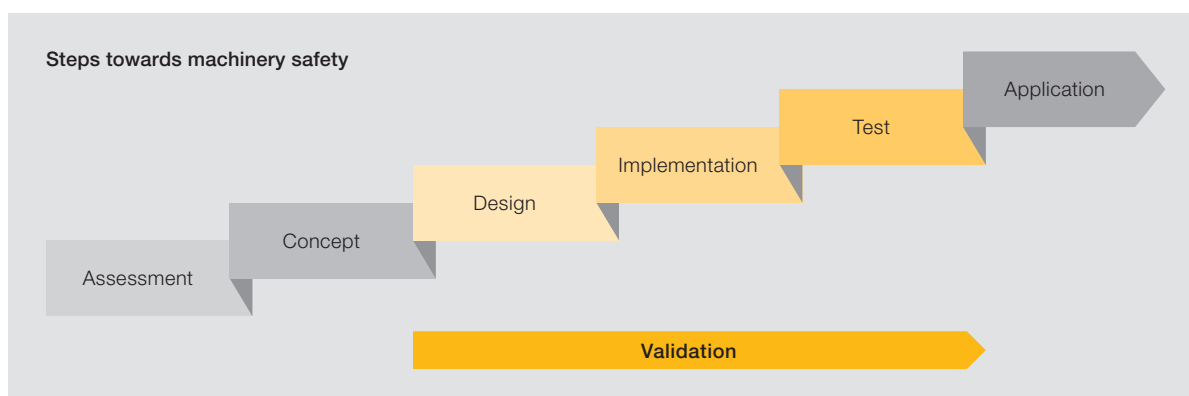 Steps towards machinery safety
Assessment
Concept
Design
Implementation
Test
Application
Validation